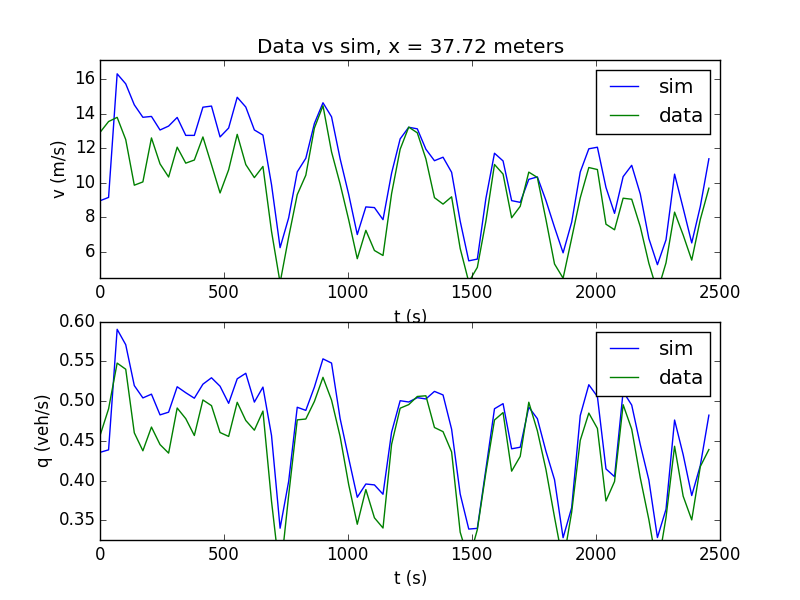 Data vs sim, x = 37.72 meters
16
14
12
10
8
6
v (m/s)
sim
data
0
500
1000
1500
2000
2500
t (s)
0.60
0.55
0.50
0.45
0.40
0.35
q (veh/s)
sim
data
0
500
1000
1500
2000
2500
t (s)